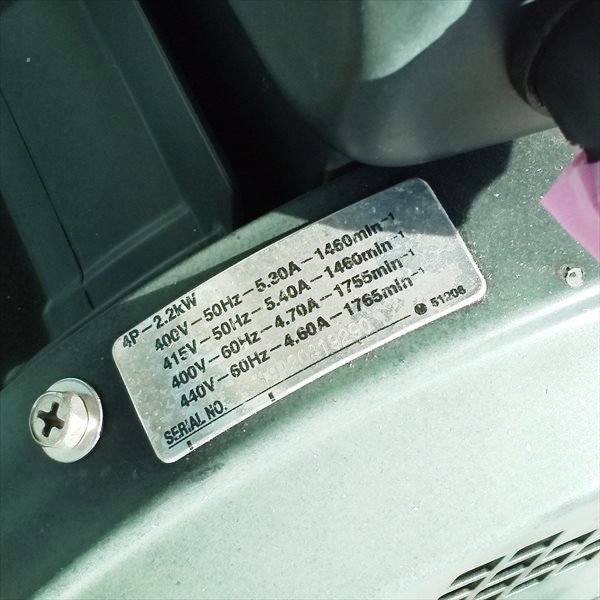 4P-2.2kW
400V-50Hz-5.30A-1460min⁻¹
415V-50Hz-5.40A-1460min⁻¹
400V-60Hz-4.70A-1755min⁻¹
440V-60Hz-4.60A-1765min⁻¹
SERIAL NO.
51206